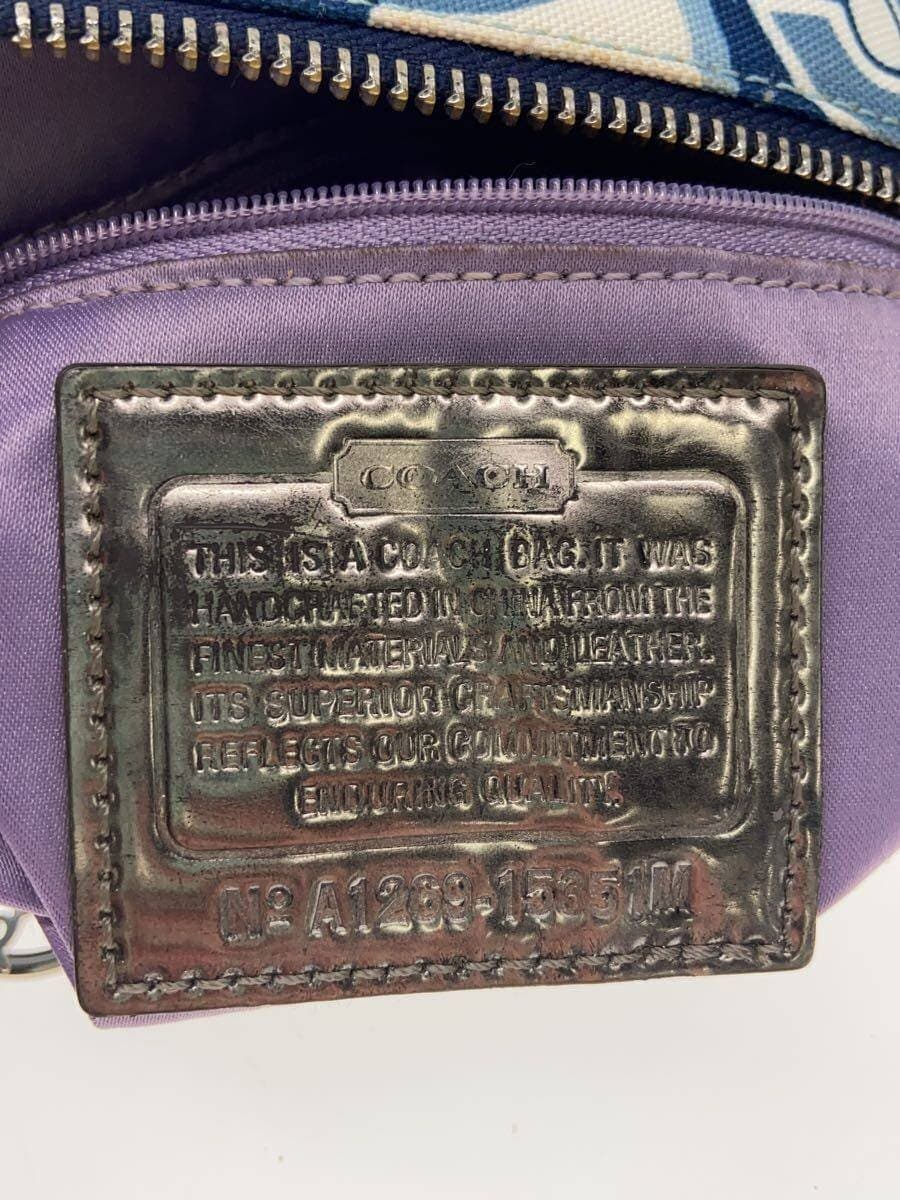 COACH
THIS IS A COACH BAG. IT WAS
HANDCRAFTED IN CHINA FROM THE
FINEST MATERIALS AND LEATHER.
ITS SUPERIOR CRAFTSMANSHIP
REFLECTS OUR COMMITMENT TO
ENDURING QUALITY.
Nº A1269-15351M